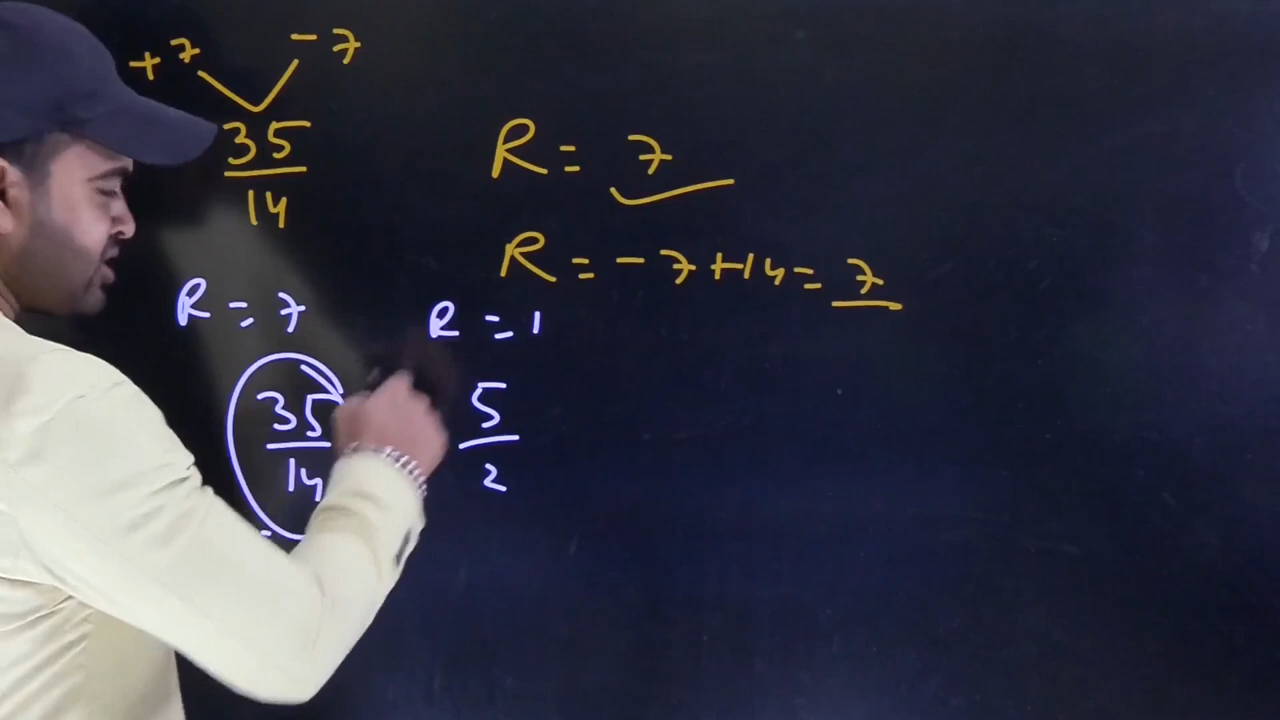 +7 -7
35
14
R = 7
R = -7+14 = 7
R = 7
35
14
R = 1
5
2